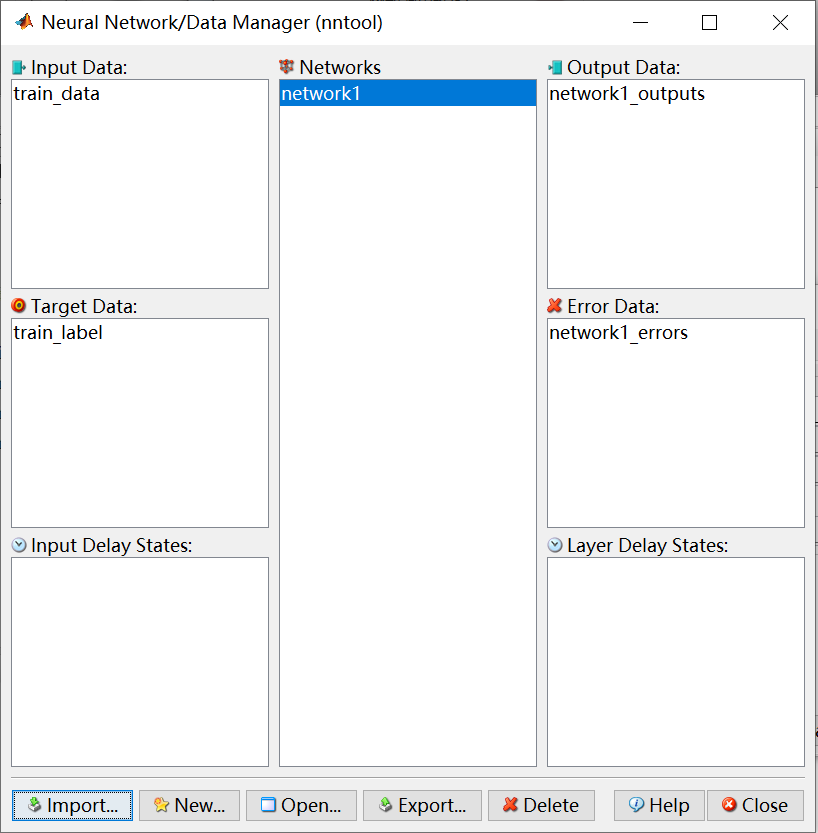 Neural Network/Data Manager (nntool)
Input Data:
train_data
Networks
network1
Output Data:
network1_outputs
Target Data:
train_label
Error Data:
network1_errors
Input Delay States:
Layer Delay States:
Import... New... Open... Export... Delete Help Close